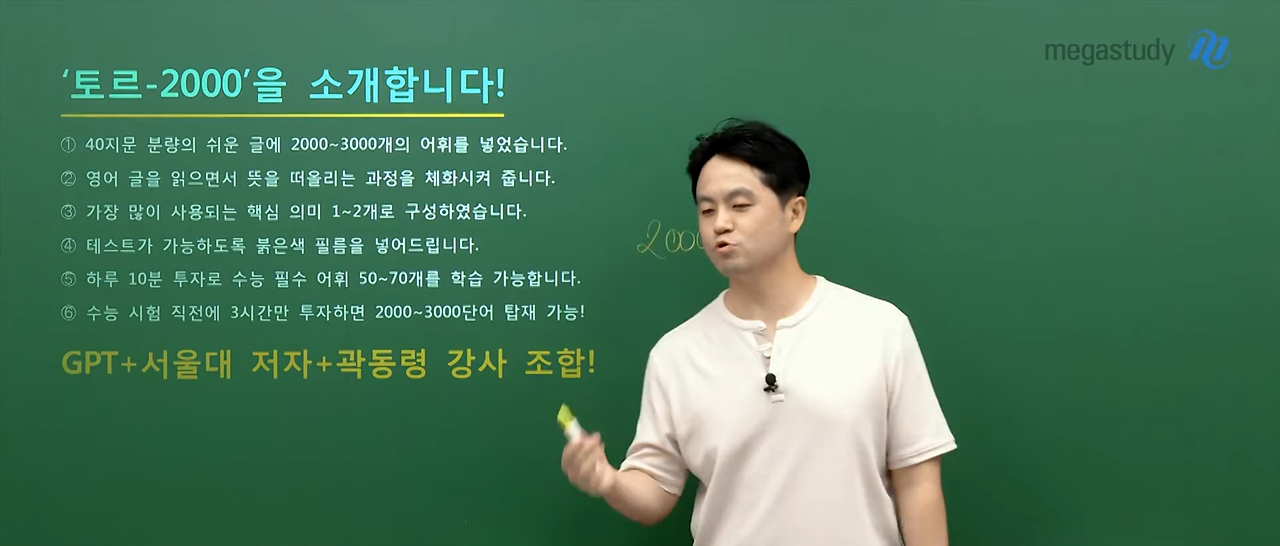 megastudy
'토르-2000'을 소개합니다!
① 40지문 분량의 쉬운 글에 2000~3000개의 어휘를 넣었습니다.
② 영어 글을 읽으면서 뜻을 떠올리는 과정을 체화시켜 줍니다.
③ 가장 많이 사용되는 핵심 의미 1~2개로 구성하였습니다.
④ 테스트가 가능하도록 붉은색 필름을 넣어드립니다.
⑤ 하루 10분 투자로 수능 필수 어휘 50~70개를 학습 가능합니다.
⑥ 수능 시험 직전에 3시간만 투자하면 2000~3000단어 탑재 가능!
GPT+서울대 저자+곽동령 강사 조합!